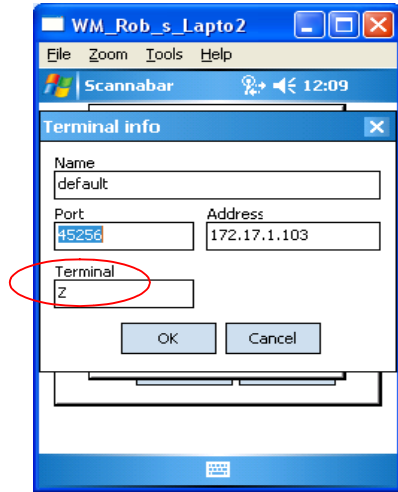 WM_Rob_s_Lapto2
File Zoom Tools Help
Scannabar 12:09
Terminal info
Name
default
Port Address
45256 172.17.1.103
Terminal
Z
OK Cancel